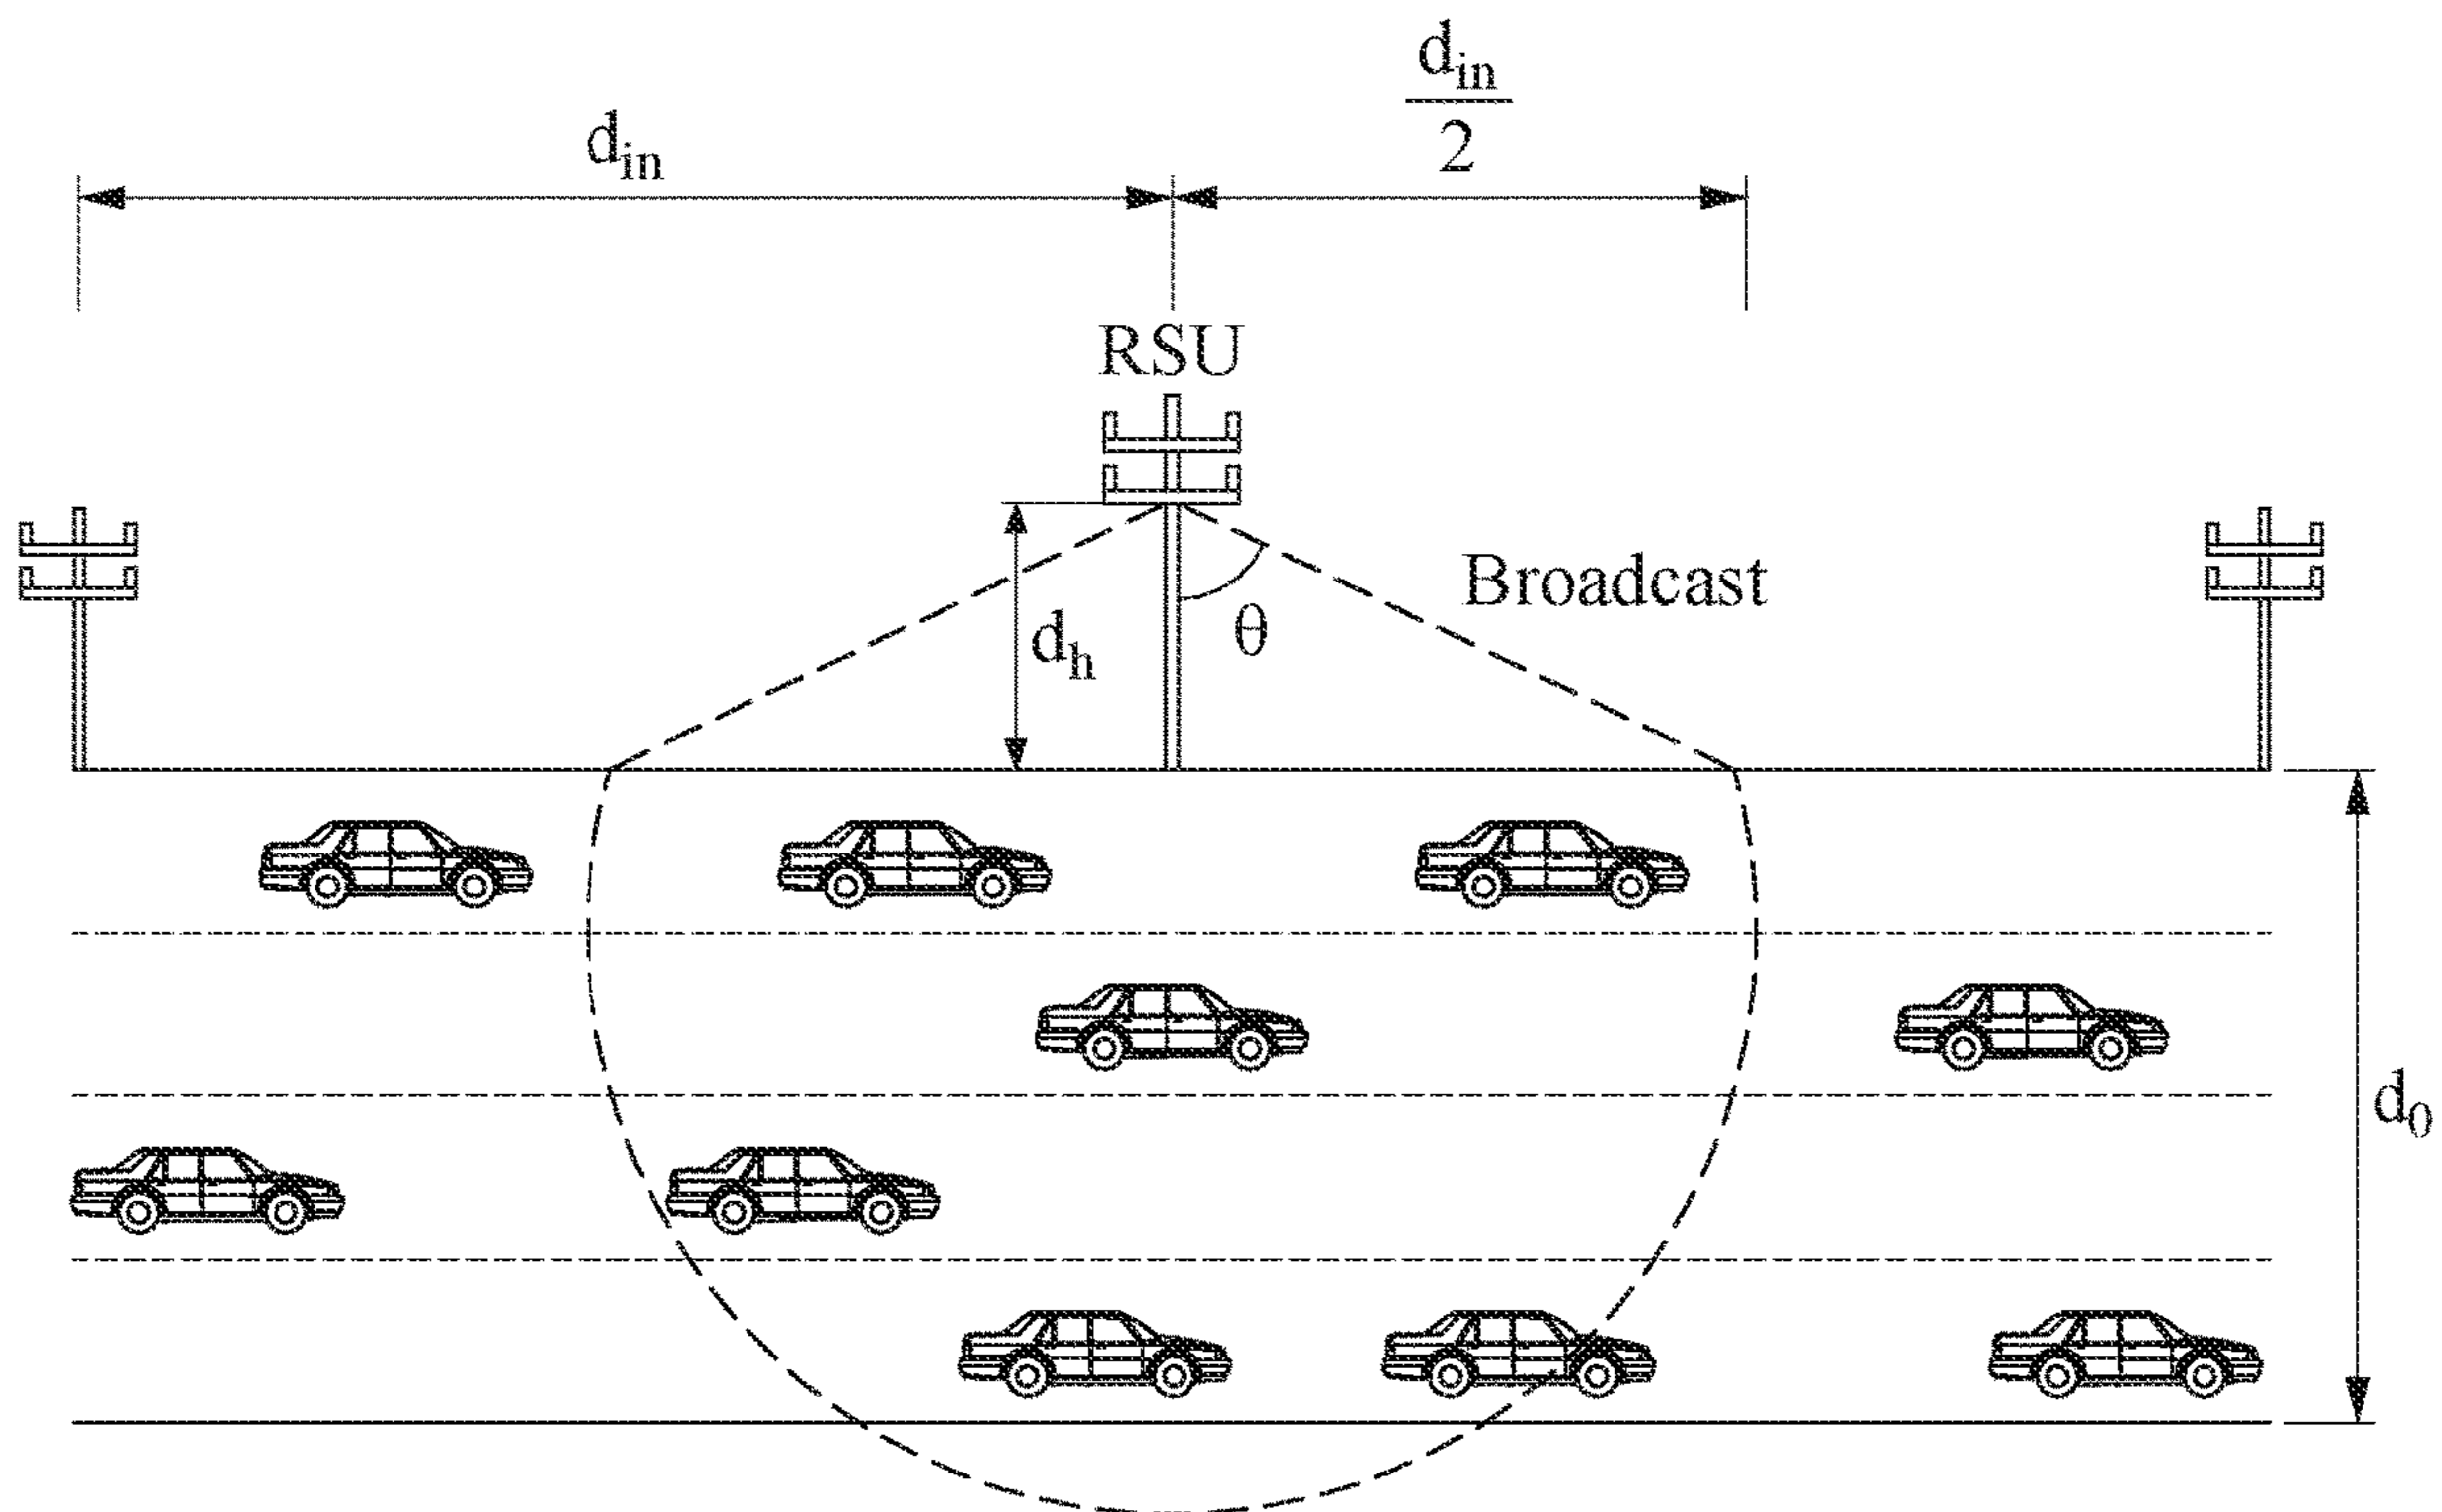 d_in
d_in
2
RSU
Broadcast
θ
d_h
d_0